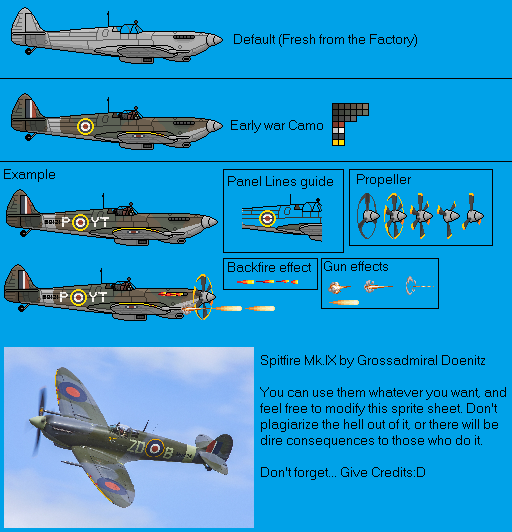 Default (Fresh from the Factory)
Early war Camo
Example
Panel Lines guide
Propeller
P YT
Backfire effect
Gun effects
P YT
Spitfire Mk.IX by Grossadmiral Doenitz
You can use them whatever you want, and
feel free to modify this sprite sheet. Don't
plagiarize the hell out of it, or there will be
dire consequences to those who do it.
Don't forget... Give Credits:D
ZD B